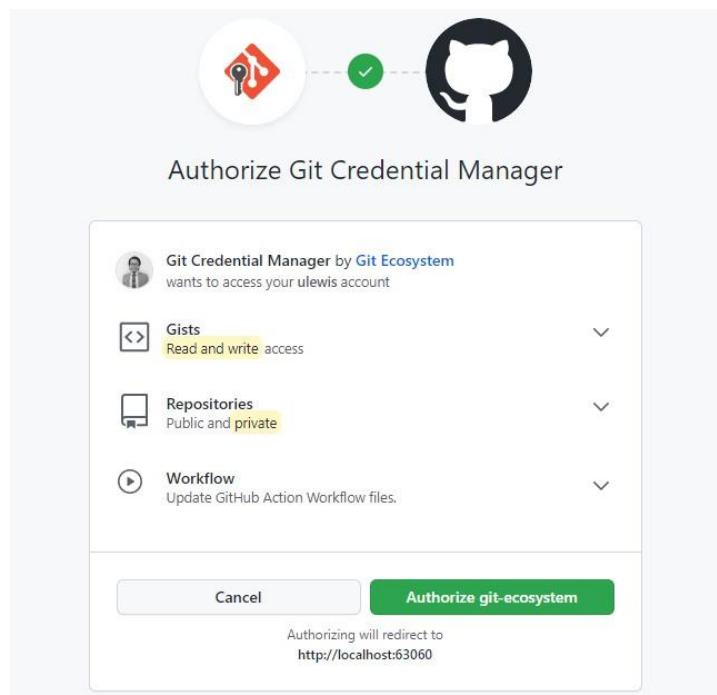 Authorize Git Credential Manager
Git Credential Manager by Git Ecosystem
wants to access your ulewis account
Gists
Read and write access
Repositories
Public and private
Workflow
Update GitHub Action Workflow files.
Cancel
Authorize git-ecosystem
Authorizing will redirect to
http://localhost:63060